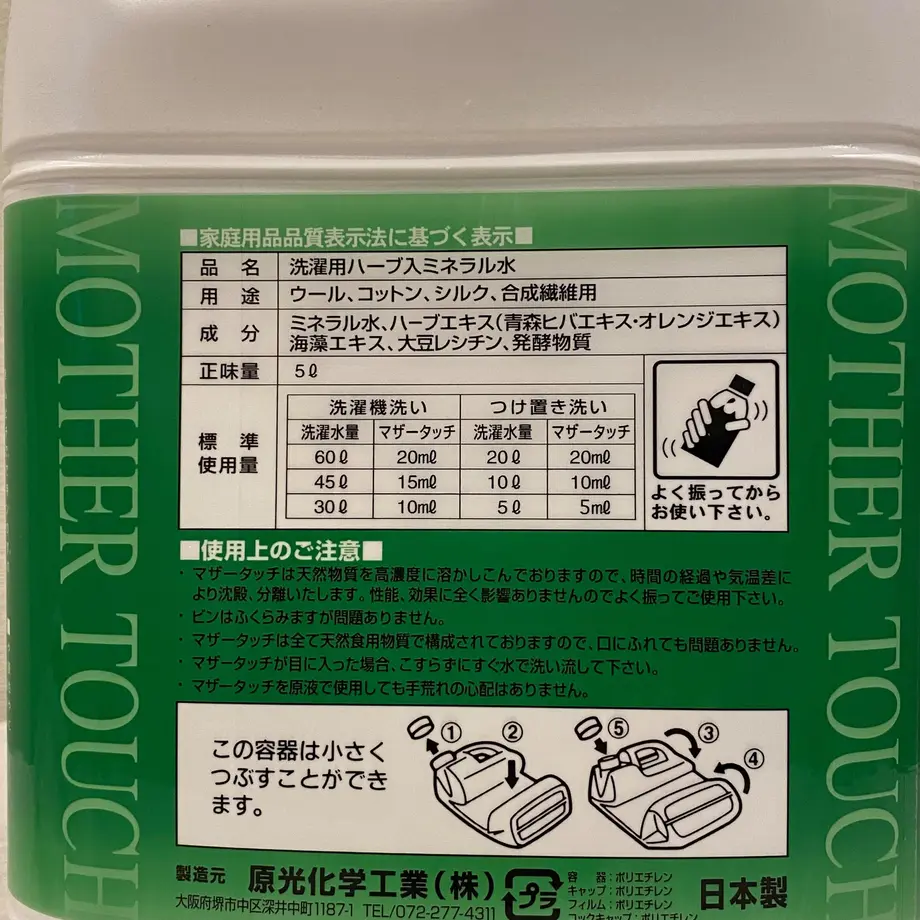 MOTHER TOUCH
MOTHER TOUCH
■家庭用品品質表示法に基づく表示■
品 名 洗濯用ハーブ入ミネラル水
用 途 ウール、コットン、シルク、合成繊維用
成 分 ミネラル水、ハーブエキス(青森ヒバエキス・オレンジエキス)
海藻エキス、大豆レシチン、発酵物質
正味量 5ℓ
標 準
使用量
洗濯機洗い つけ置き洗い
洗濯水量 マザータッチ 洗濯水量 マザータッチ
60ℓ 20mℓ 20ℓ 20mℓ
45ℓ 15mℓ 10ℓ 10mℓ
30ℓ 10mℓ 5ℓ 5mℓ
よく振ってから
お使い下さい。
■使用上のご注意■
・マザータッチは天然物質を高濃度に溶かしこんでおりますので、時間の経過や気温差に
より沈殿、分離いたします。性能、効果に全く影響ありませんのでよく振ってご使用下さい。
・ビンはふくらみますが問題ありません。
・マザータッチは全て天然食用物質で構成されておりますので、口にふれても問題ありません。
・マザータッチが目に入った場合、こすらずにすぐ水で洗い流して下さい。
・マザータッチを原液で使用しても手荒れの心配はありません。
この容器は小さく
つぶすことができ
ます。
① ② ⑤ ③ ④
製造元 原光化学工業(株)
大阪府堺市中区深井中町1187-1 TEL/072-277-4311
プラ
容 器:ポリエチレン
キャップ:ポリエチレン
フィルム:ポリエチレン
コックキャップ:ポリエチレン
日本製